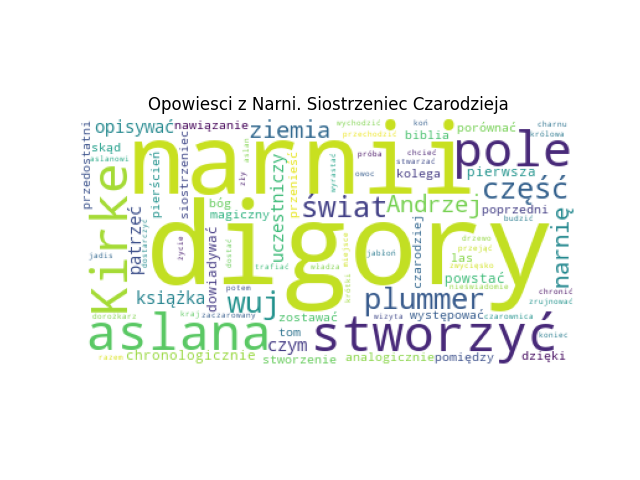 Opowiesci z Narni. Siostrzeniec Czarodzieja
przedostatni
opisywać
nawiązanie
ziemia
wychodzić
koń
biblia
porównać
charnu
królowa
przechodzić
skąd
aslanowi
narnii
pole
pierścień
siostrzeniec
aslan
zły
uczestniczy
przenieść
wyrastać
próba
chcieć
stwarzać
kolega
pierwsza
owoc
część
Kirke
patrzeć
dostarczyć
życie
bóg
magiczny
świat
Andrzej
poprzedni
budzić
narnię
digory
dowiadywać
dostać
trafiać
władza
miejsce
krótki
jabłoń
czarodziej
drzewo
przejąć
las
zwycięsko
powstać
nieświadomie
chronić
zrujnować
jadis
książka
wuj
plummer
dorożkarz
kraj
zaczarowany
potem
zostawać
wizyta
występować
czarownica
aslana
tom
czym
stworzyć
koniec
razem
chronologicznie
stworzenie
analogicznie
pomiędzy
dzięki